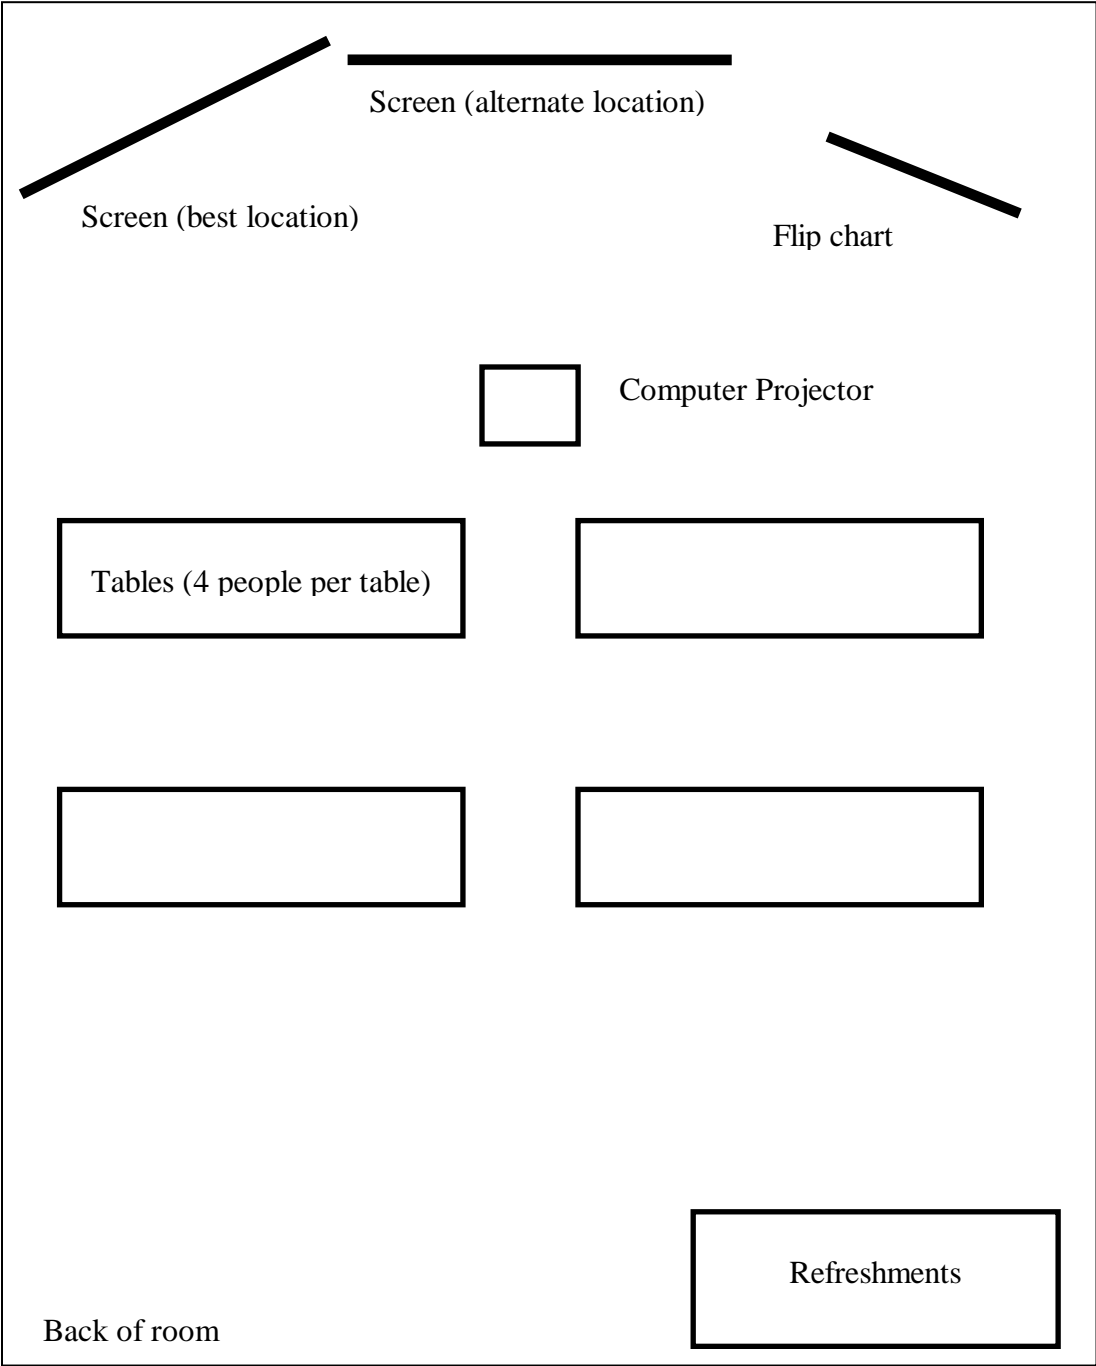 Screen (alternate location)
Screen (best location)
Flip chart
Computer Projector
Tables (4 people per table)
Refreshments
Back of room